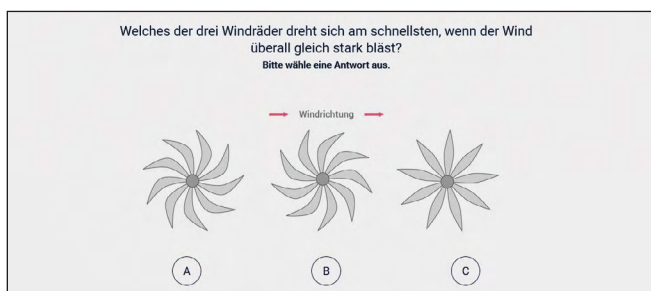 Welches der drei Windräder dreht sich am schnellsten, wenn der Wind
überall gleich stark bläst?
Bitte wähle eine Antwort aus.
Windrichtung
A B C